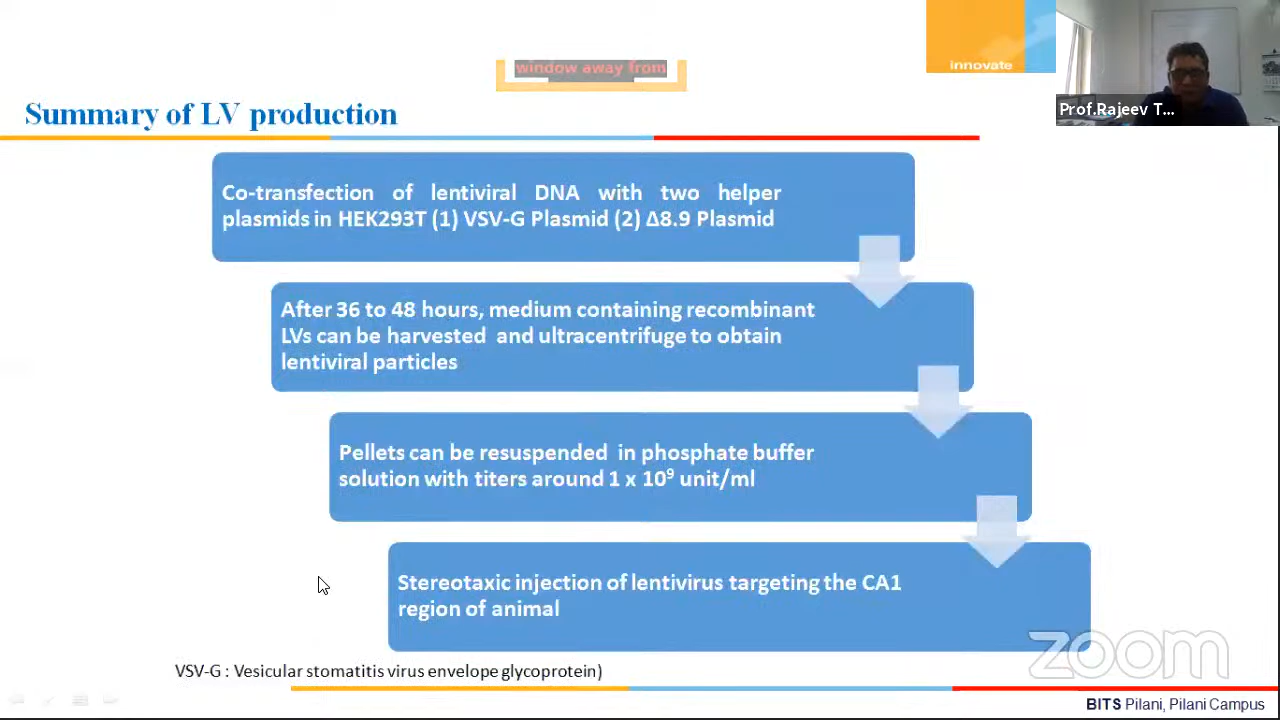 innovate
window away from
Prof.Rajeev T...
Summary of LV production
Co-transfection of lentiviral DNA with two helper
plasmids in HEK293T (1) VSV-G Plasmid (2) Δ8.9 Plasmid
After 36 to 48 hours, medium containing recombinant
LVs can be harvested and ultracentrifuge to obtain
lentiviral particles
Pellets can be resuspended in phosphate buffer
solution with titers around 1 x 10⁹ unit/ml
Stereotaxic injection of lentivirus targeting the CA1
region of animal
zoom
VSV-G : Vesicular stomatitis virus envelope glycoprotein)
BITS Pilani, Pilani Campus